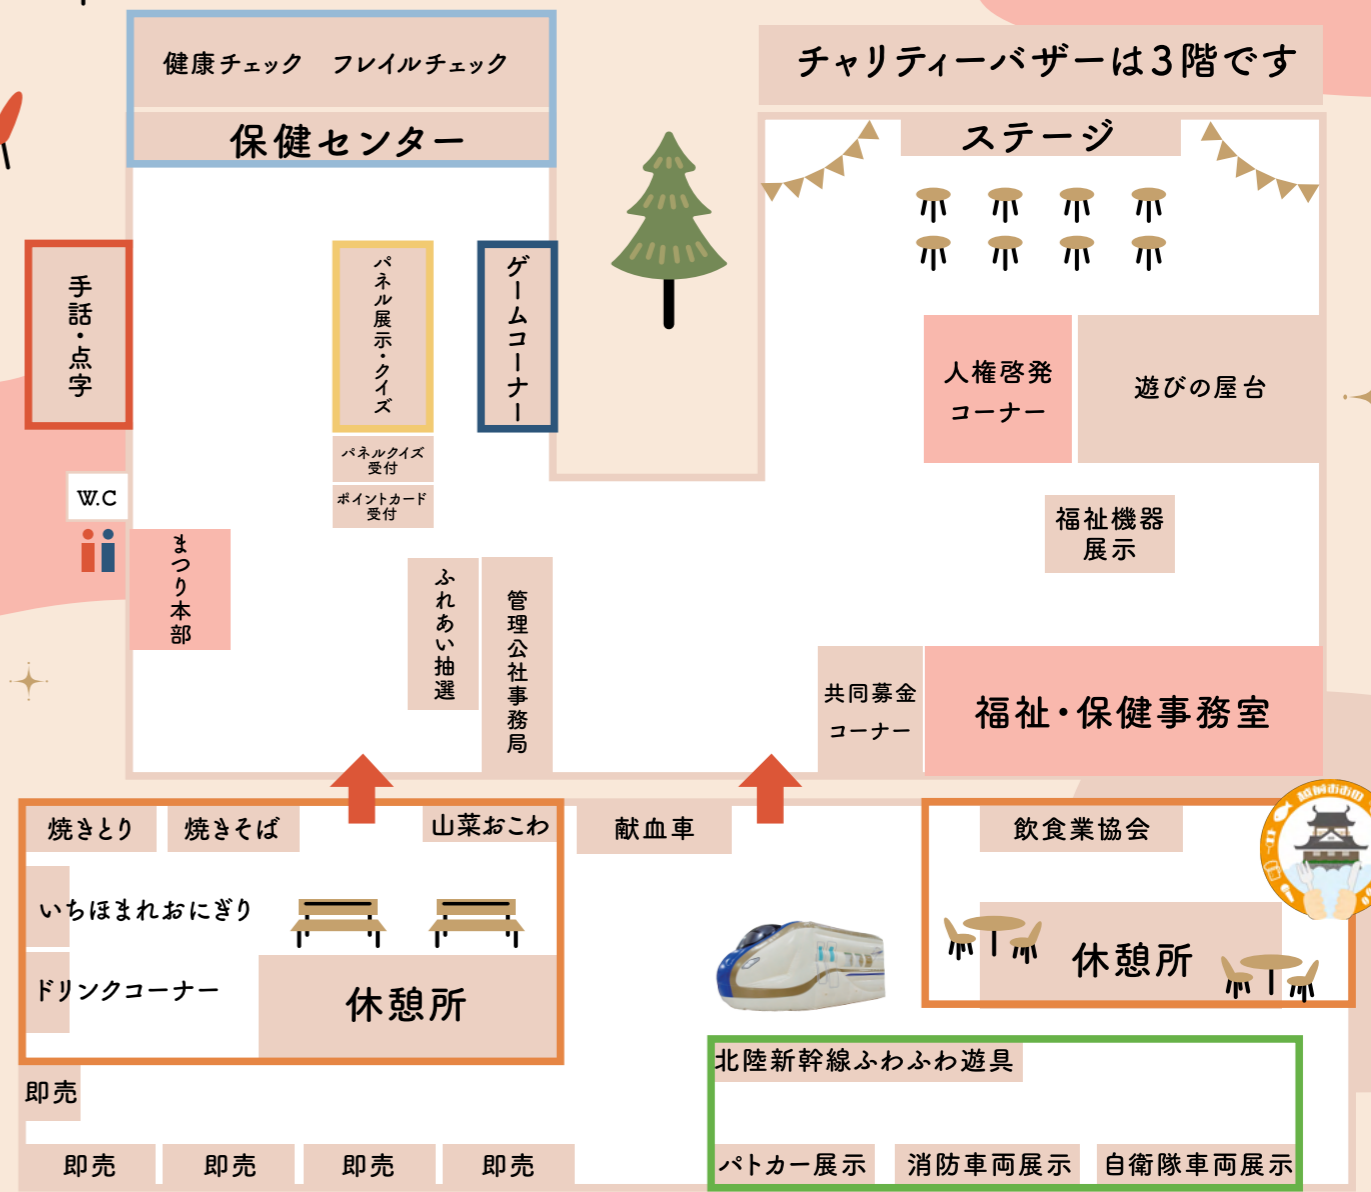 健康チェック フレイルチェック
保健センター
チャリティーバザーは3階です
ステージ
手話・点字
パネル展示・クイズ
ゲームコーナー
パネルクイズ
受付
ポイントカード
受付
人権啓発
コーナー
遊びの屋台
W.C
まつり本部
福祉機器
展示
ふれあい抽選
管理公社事務局
共同募金
コーナー
福祉・保健事務室
焼きとり
焼きそば
山菜おこわ
献血車
飲食業協会
越前おおの
いちほまれおにぎり
ドリンクコーナー
休憩所
休憩所
北陸新幹線ふわふわ遊具
即売
即売
即売
即売
即売
パトカー展示
消防車両展示
自衛隊車両展示